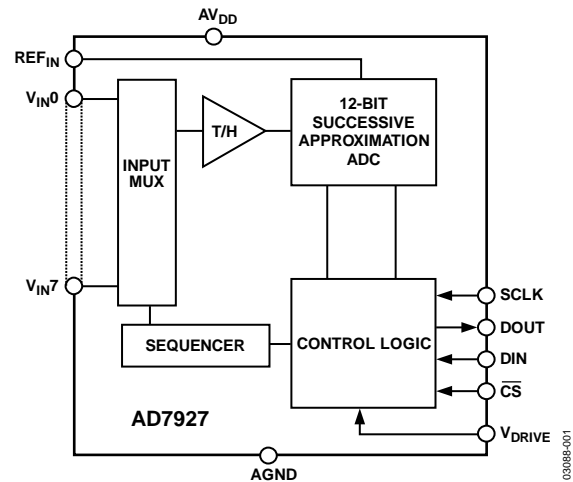 AVDD
REFIN
VIN0
T/H
12-BIT
SUCCESSIVE
APPROXIMATION
ADC
INPUT
MUX
VIN7
SCLK
DOUT
SEQUENCER
CONTROL LOGIC
DIN
CS
AD7927
VDRIVE
AGND
03088-001